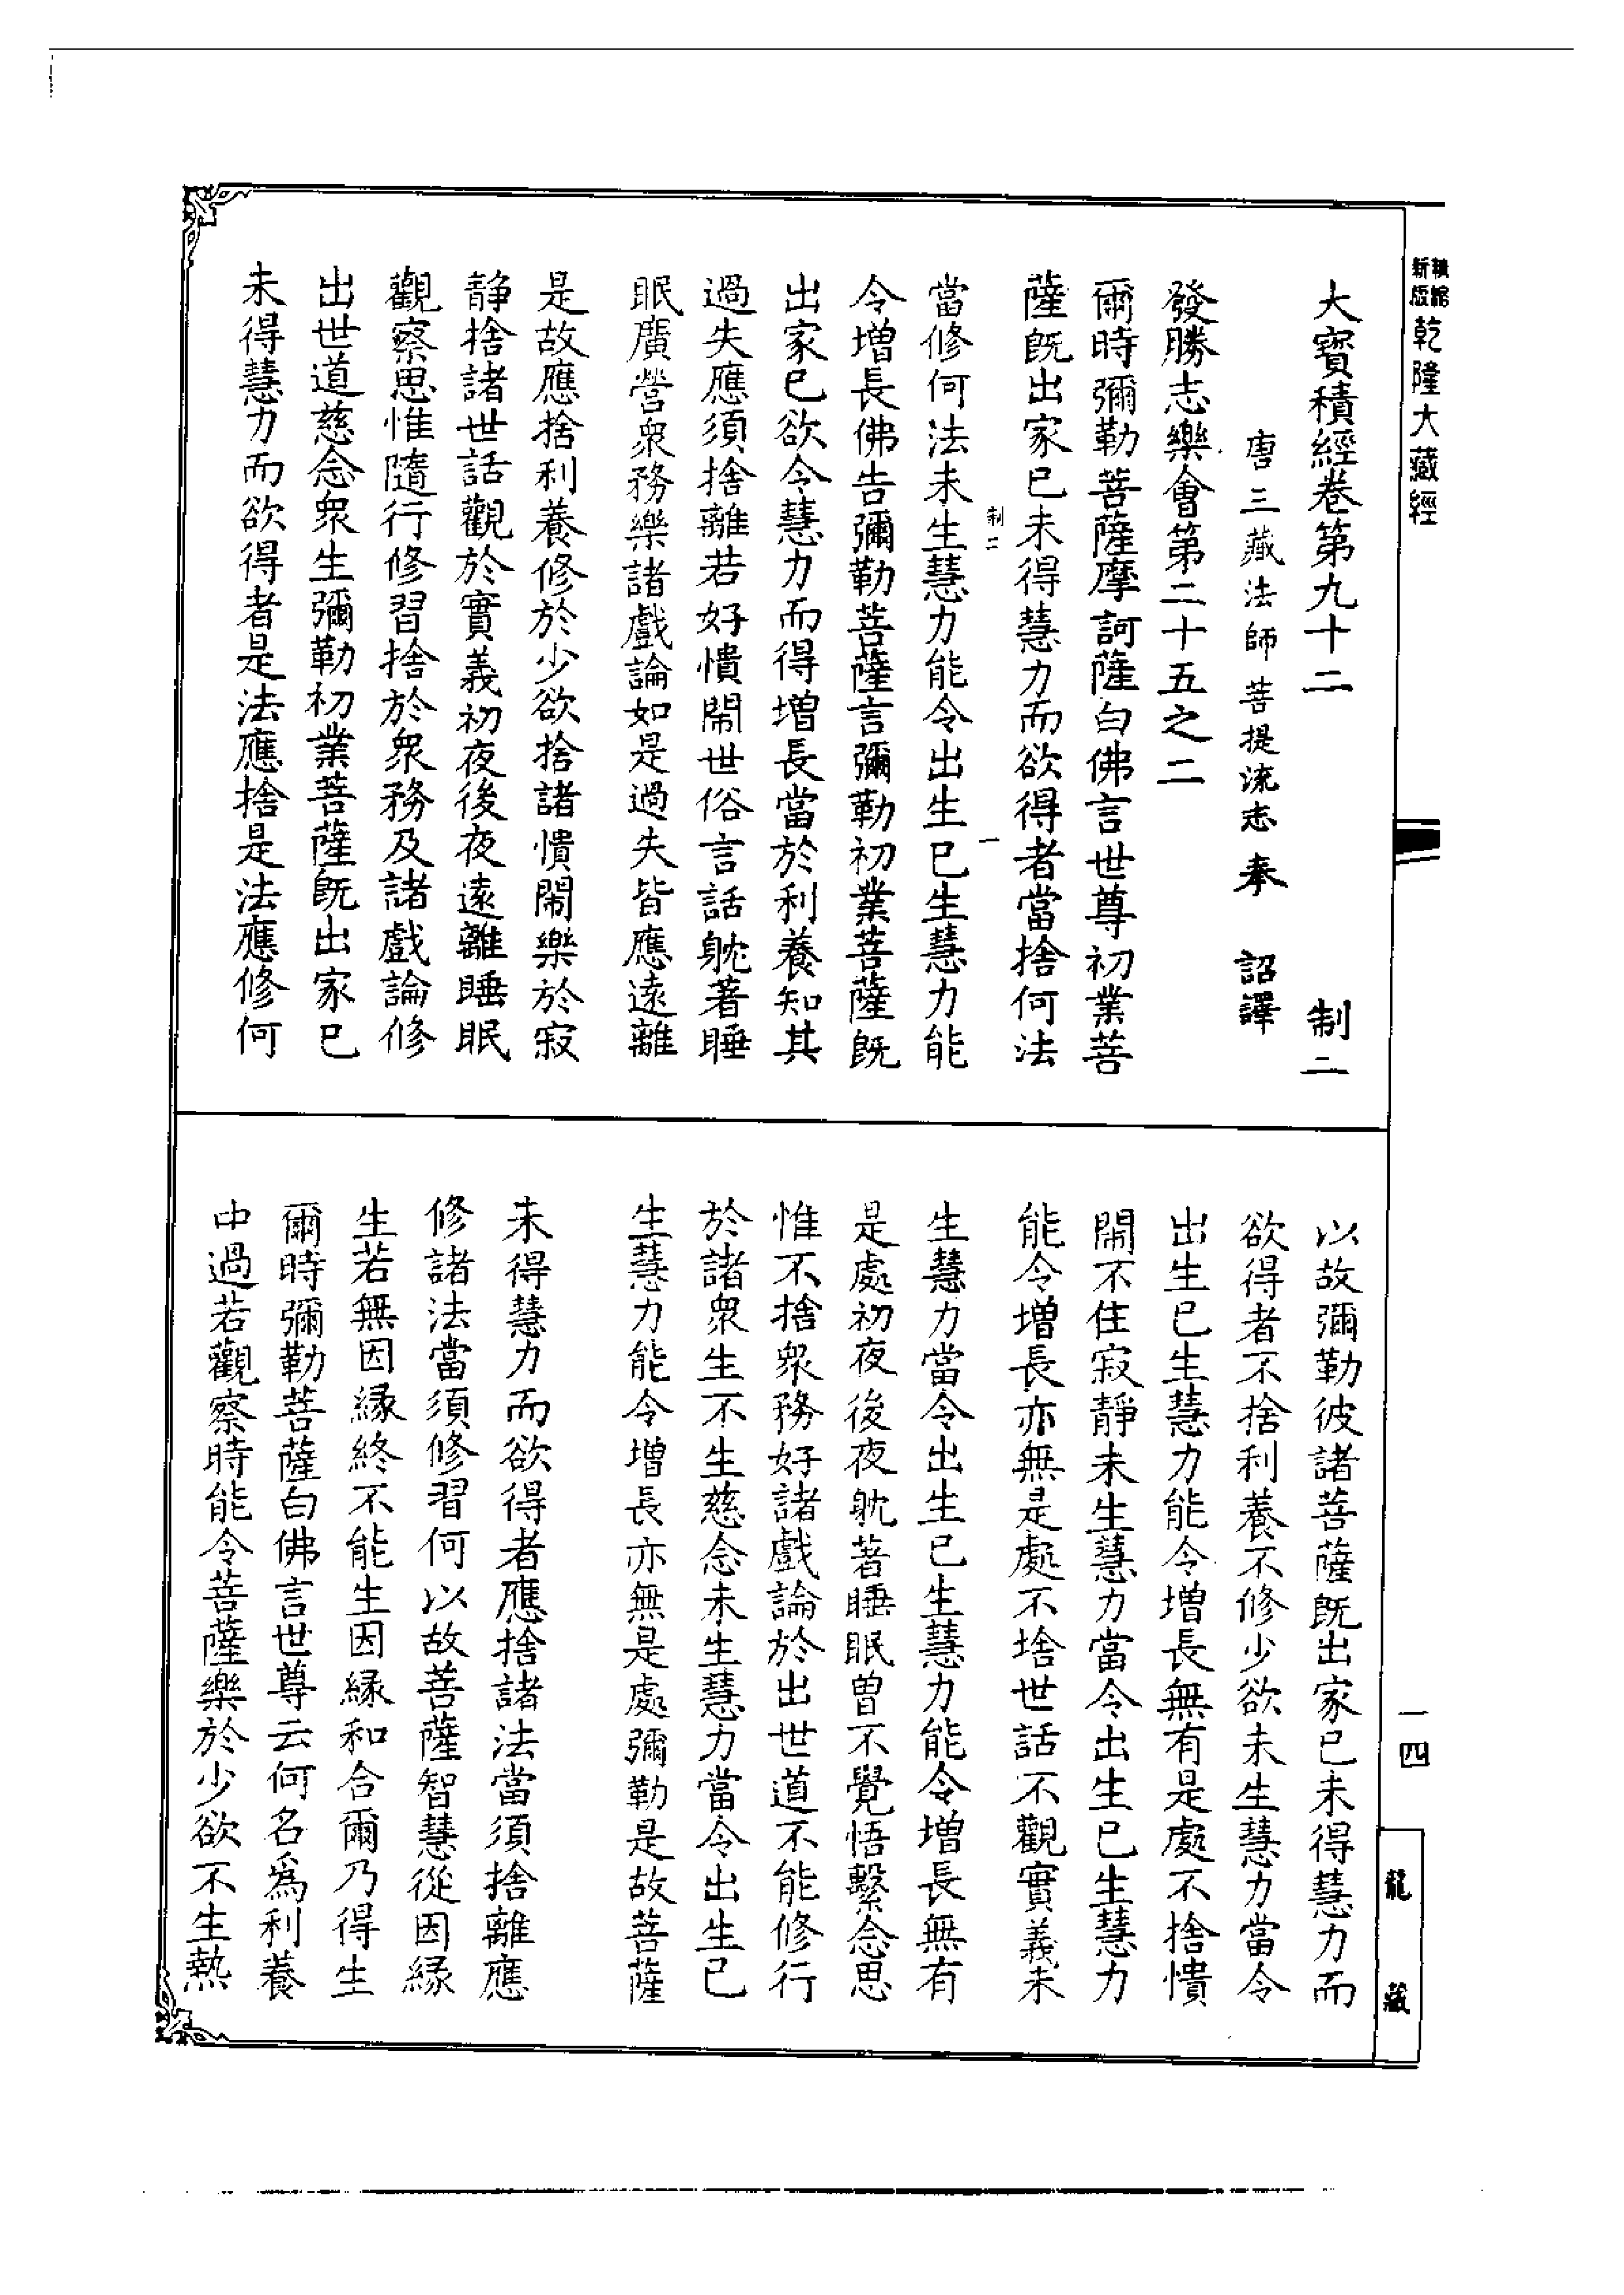 新版
乾隆大藏經
大寶積經卷第九十二　制二
唐三藏法師菩提流志奉　詔譯
發勝志樂會第二十五之二
爾時彌勒菩薩摩訶薩白佛言世尊初業菩
薩既出家已未得慧力而欲得者當捨何法
制二　一
當修何法未生慧力能令出生已生慧力能
令增長佛告彌勒菩薩言彌勒初業菩薩既
出家已欲令慧力而得增長當於利養知其
過失應須捨離若好憒閙世俗言話躭著睡
眠廣營衆務樂諸戲論如是過失皆應遠離
是故應捨利養修於少欲捨諸憒閙樂於寂
靜捨諸世話觀於實義初夜後夜遠離睡眠
觀察思惟隨行修習捨於衆務及諸戲論修
出世道慈念衆生彌勒初業菩薩既出家已
未得慧力而欲得者是法應捨是法應修何
以故彌勒彼諸菩薩既出家已未得慧力而
欲得者不捨利養不修少欲未生慧力當令
出生已生慧力能令增長無有是處不捨憒
閙不住寂靜未生慧力當令出生已生慧力
能令增長亦無是處不捨世話不觀實義未
生慧力當令出生已生慧力能令增長無有
是處初夜後夜躭著睡眠曾不覺悟繫念思
惟不捨衆務好諸戲論於出世道不能修行
於諸衆生不生慈念未生慧力當令出生已
生慧力能令增長亦無是處彌勒是故菩薩
未得慧力而欲得者應捨諸法當須捨離應
修諸法當須修習何以故菩薩智慧從因緣
生若無因緣終不能生因緣和合爾乃得生
爾時彌勒菩薩白佛言世尊云何名爲利養
中過若觀察時能令菩薩樂於少欲不生熱
一四
龍藏